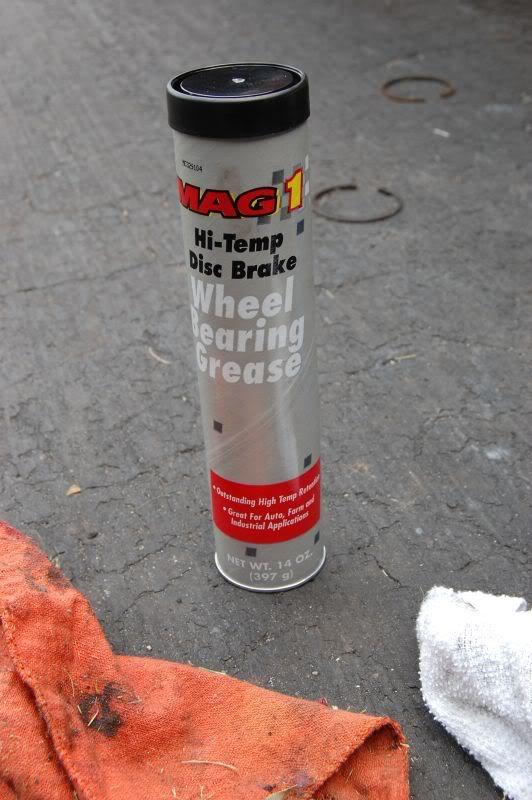 MAG 1
Hi-Temp
Disc Brake
Wheel
Bearing
Grease
• Outstanding High Temp Retention
• Great For Auto, Farm and
Industrial Applications
NET WT. 14 OZ.
(397 g)